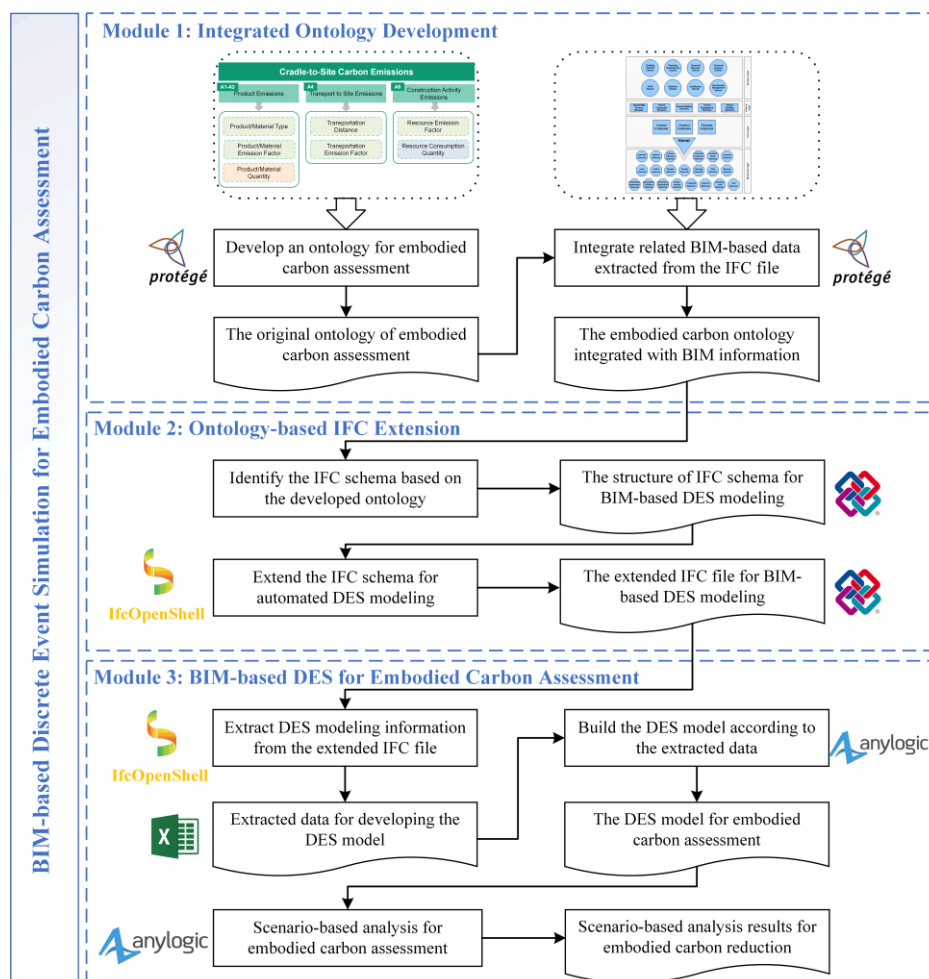 BIM-based Discrete Event Simulation for Embodied Carbon Assessment
Module 1: Integrated Ontology Development
Cradle-to-Site Carbon Emissions
A1-A3
Product Emissions
A4
Transport to Site Emissions
A5
Construction Activity
Emissions
Product/Material Type
Product/Material
Emission Factor
Product/Material
Quantity
Transportation
Distance
Transportation
Emission Factor
Resource Emission
Factor
Resource Consumption
Quantity
Kernel
protégé
Develop an ontology for embodied
carbon assessment
Integrate related BIM-based data
extracted from the IFC file
protégé
The original ontology of embodied
carbon assessment
The embodied carbon ontology
integrated with BIM information
Module 2: Ontology-based IFC Extension
Identify the IFC schema based on
the developed ontology
The structure of IFC schema for
BIM-based DES modeling
IfcOpenShell
Extend the IFC schema for
automated DES modeling
The extended IFC file for BIM-
based DES modeling
Module 3: BIM-based DES for Embodied Carbon Assessment
IfcOpenShell
Extract DES modeling information
from the extended IFC file
Build the DES model according to
the extracted data
anylogic
X
Extracted data for developing the
DES model
The DES model for embodied
carbon assessment
anylogic
Scenario-based analysis for
embodied carbon assessment
Scenario-based analysis results for
embodied carbon reduction